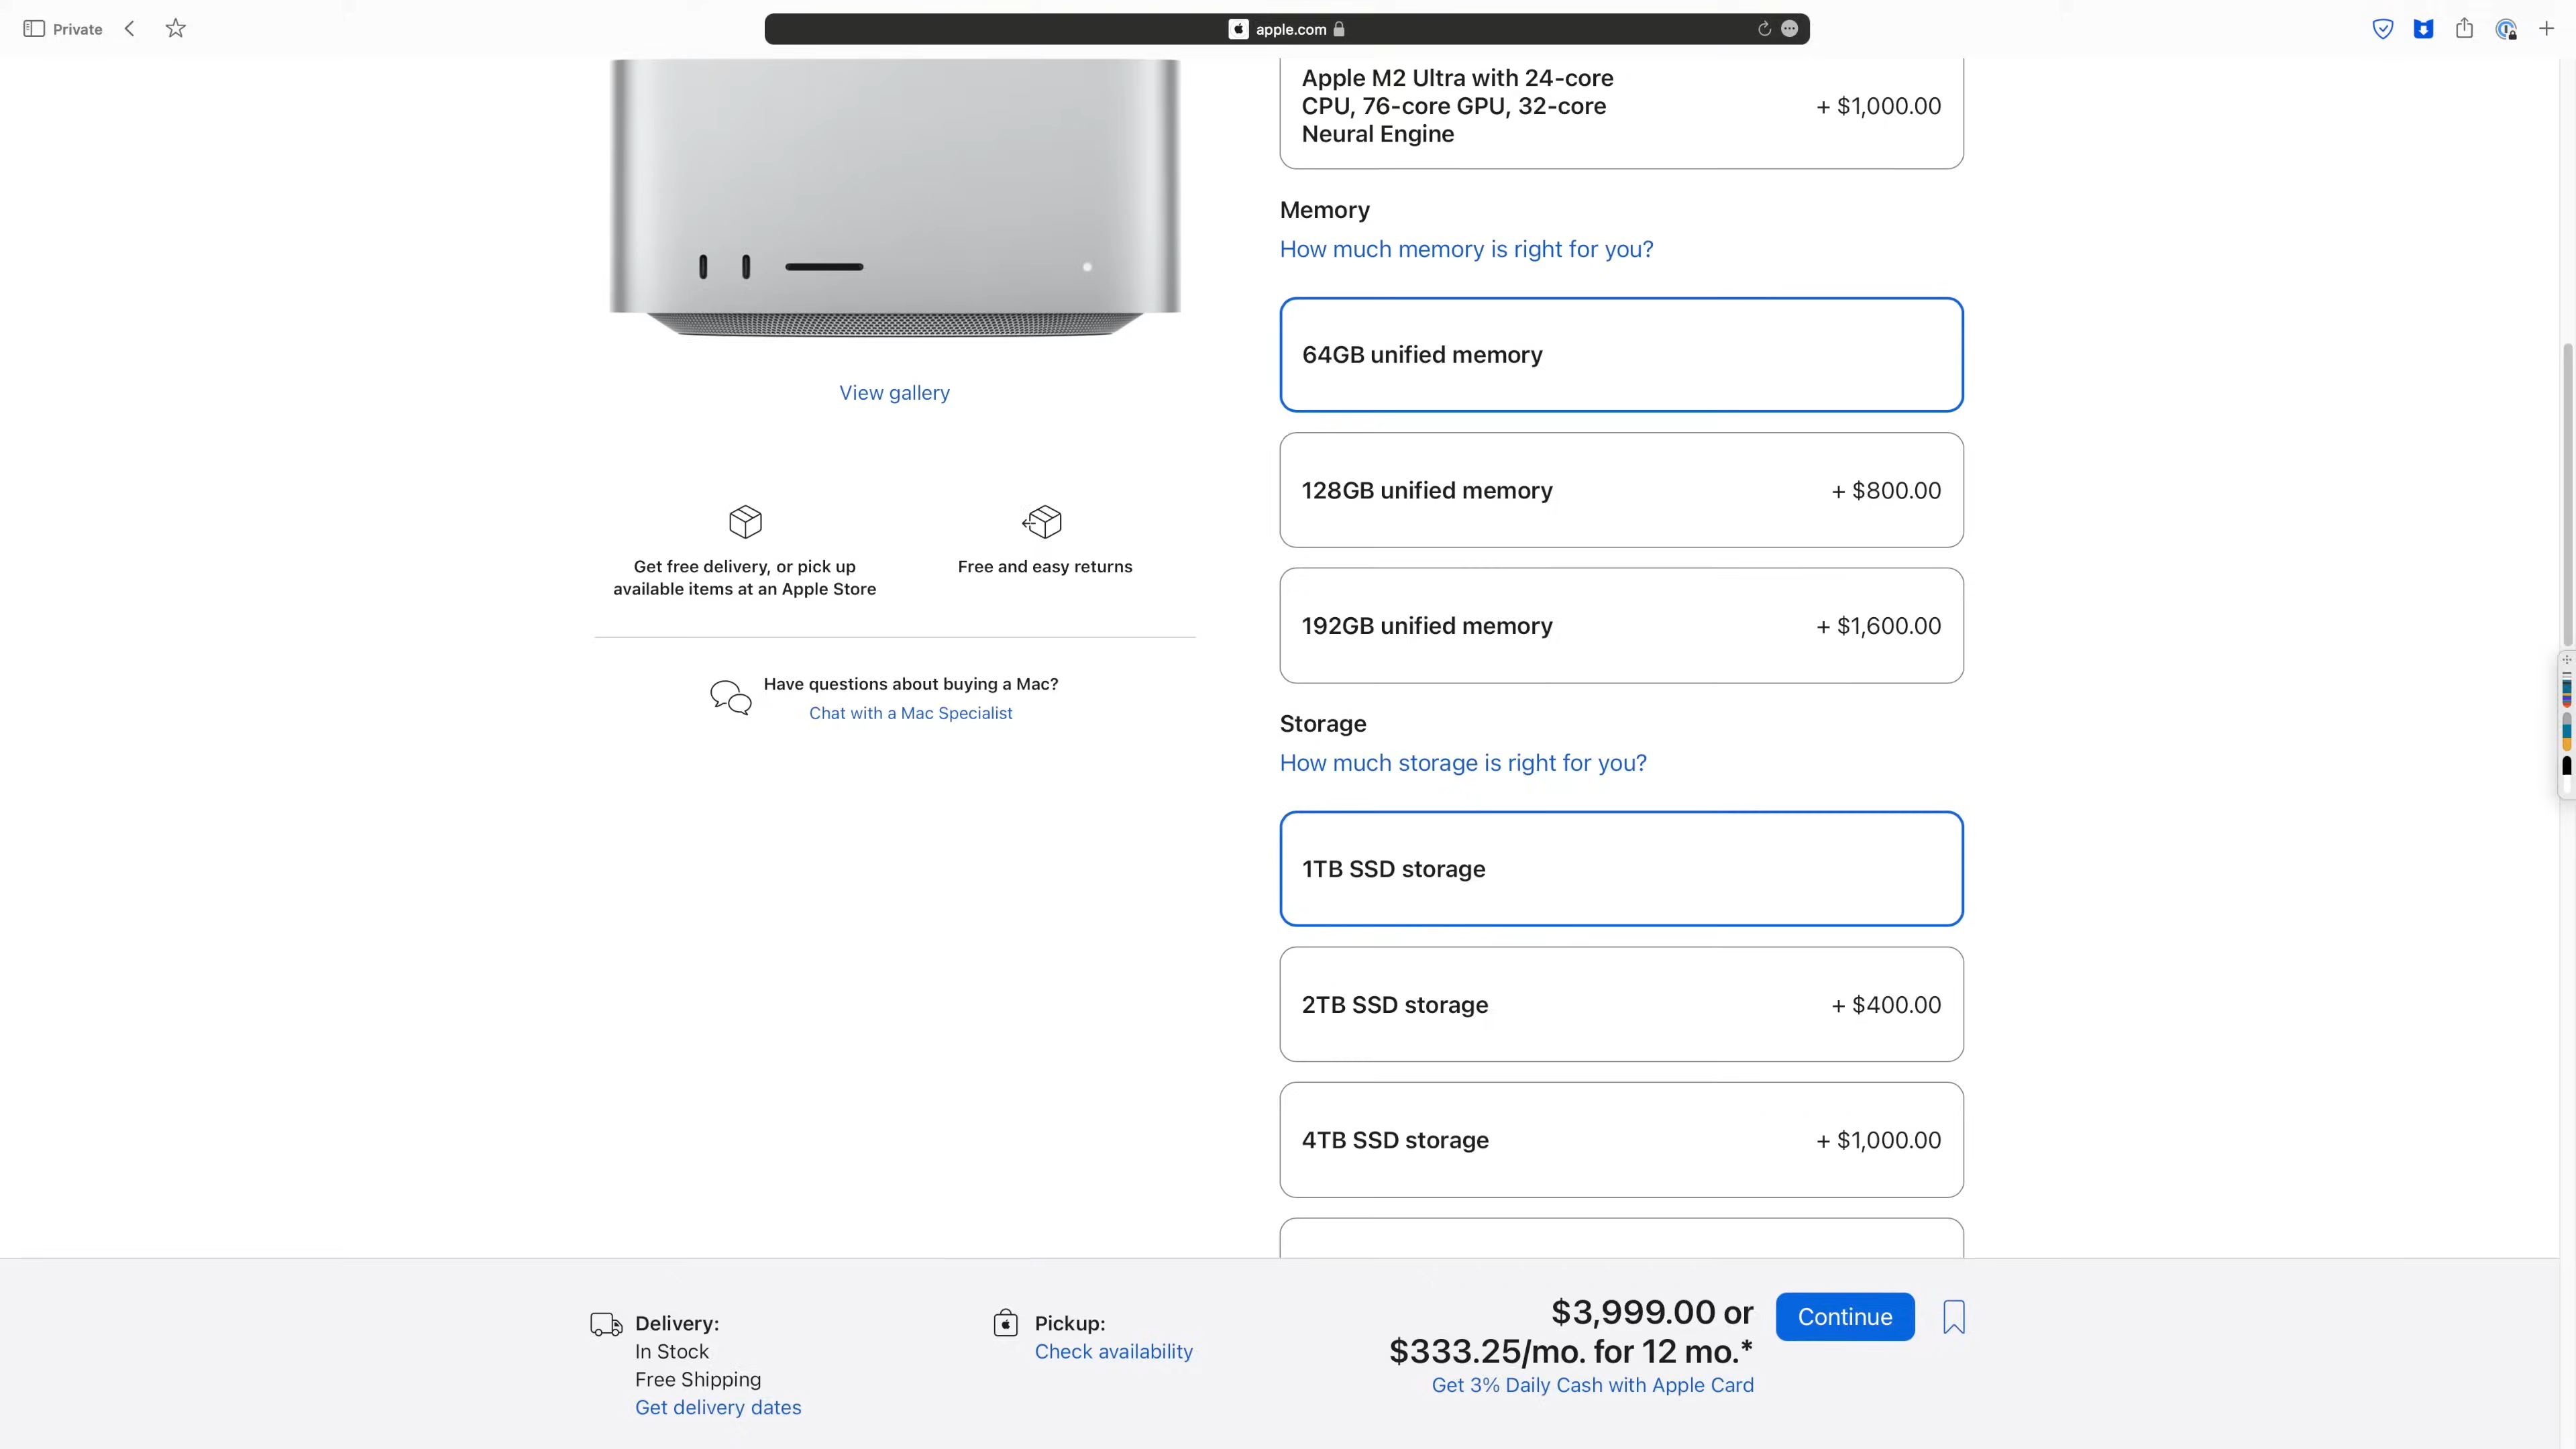 Private
apple.com
Apple M2 Ultra with 24-core
CPU, 76-core GPU, 32-core
Neural Engine
+ $1,000.00
Memory
How much memory is right for you?
64GB unified memory
128GB unified memory
+ $800.00
192GB unified memory
+ $1,600.00
View gallery
Get free delivery, or pick up
available items at an Apple Store
Free and easy returns
Have questions about buying a Mac?
Chat with a Mac Specialist
Storage
How much storage is right for you?
1TB SSD storage
2TB SSD storage
+ $400.00
4TB SSD storage
+ $1,000.00
Delivery:
In Stock
Free Shipping
Get delivery dates
Pickup:
Check availability
$3,999.00 or
$333.25/mo. for 12 mo.*
Get 3% Daily Cash with Apple Card
Continue